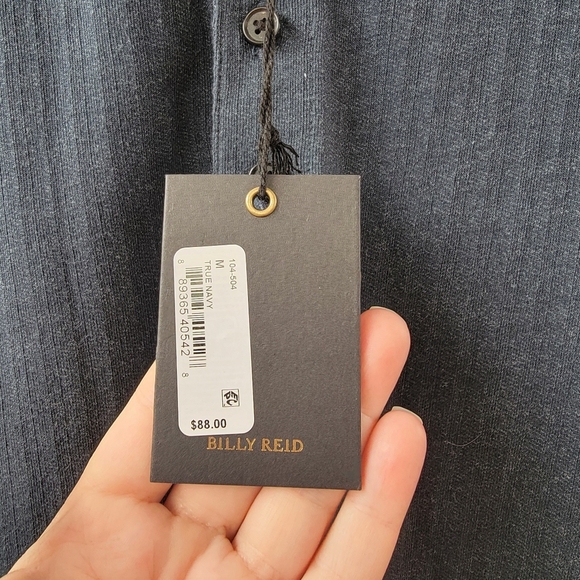 104-504
M
TRUE NAVY
8 89365 40542 8
$88.00
BILLY REID